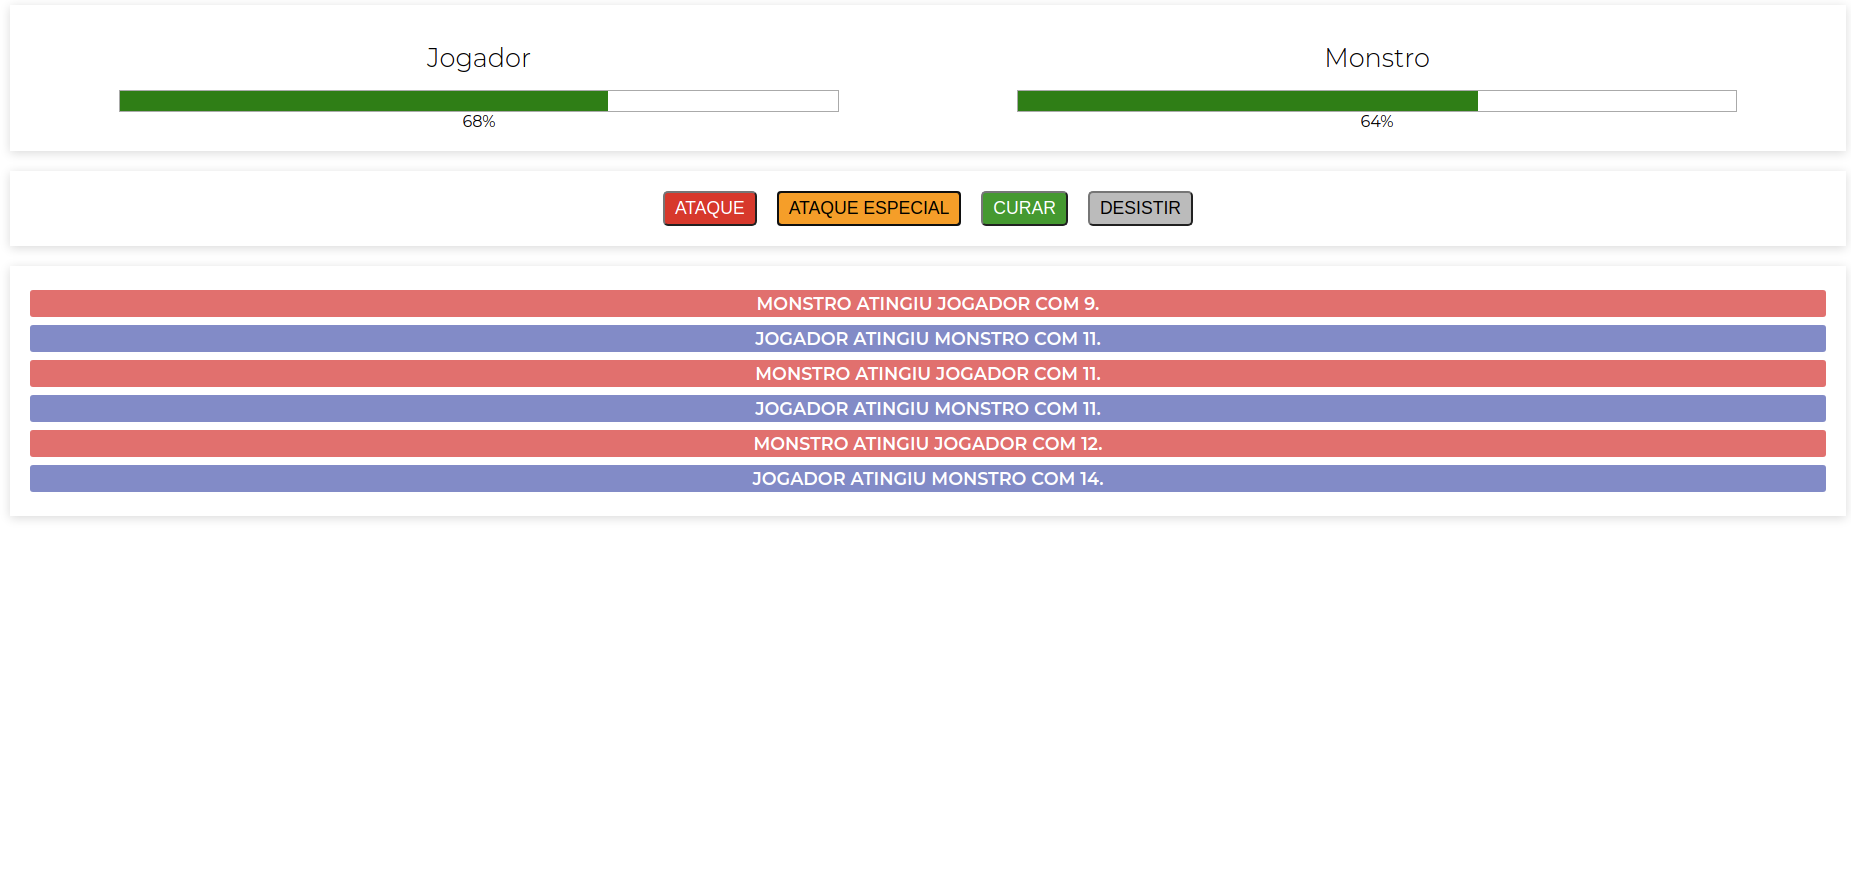 Jogador Monstro
68% 64%
ATAQUE ATAQUE ESPECIAL CURAR DESISTIR
MONSTRO ATINGIU JOGADOR COM 9.
JOGADOR ATINGIU MONSTRO COM 11.
MONSTRO ATINGIU JOGADOR COM 11.
JOGADOR ATINGIU MONSTRO COM 11.
MONSTRO ATINGIU JOGADOR COM 12.
JOGADOR ATINGIU MONSTRO COM 14.